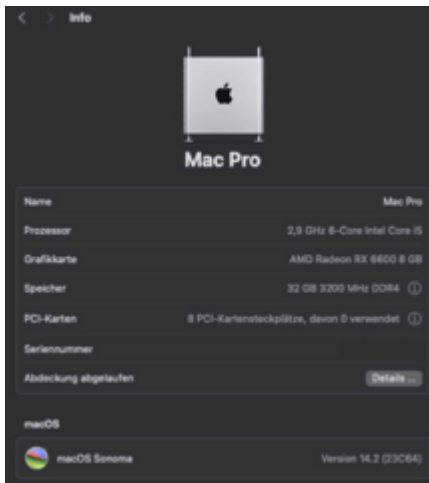 Info
Mac Pro
Name Mac Pro
Prozessor 2,9 GHz 6-Core Intel Core i5
Grafikkarte AMD Radeon RX 6600 8 GB
Speicher 32 GB 3200 MHz DDR4
PCI-Karten 8 PCI-Kartensteckplätze, davon 0 verwendet
Seriennummer
Abdeckung abgelaufen Details ...
macOS
macOS Sonoma Version 14.2 (23C64)